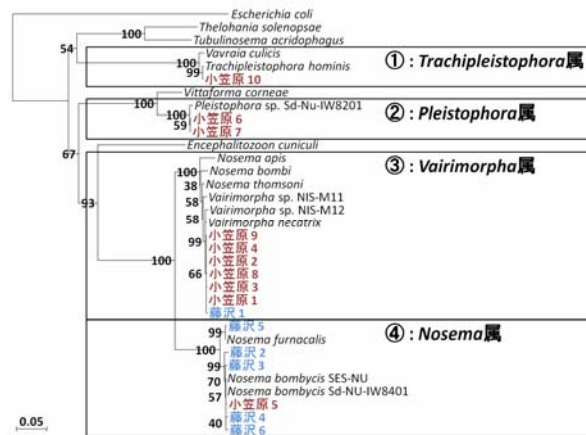 Escherichia coli
Thelohania solenopsae
100
Tubulinosema acridophagus
54
Vavraia culicis
①：Trachipleistophora属
100
Trachipleistophora hominis
99
小笠原 10
Vittaforma corneae
100
②：Pleistophora属
Pleistophora sp. Sd-Nu-IW8201
100
小笠原 6
59
小笠原 7
67
Encephalitozoon cuniculi
Nosema apis
③：Vairimorpha属
100
Nosema bombi
38
Nosema thomsoni
93
58
Vairimorpha sp. NIS-M11
Vairimorpha sp. NIS-M12
58
Vairimorpha necatrix
小笠原 9
99
小笠原 4
100
小笠原 2
66
小笠原 8
小笠原 3
小笠原 1
藤沢 1
99
藤沢 5
④：Nosema属
Nosema furnacalis
100
藤沢 2
99
藤沢 3
70
Nosema bombycis SES-NU
57
Nosema bombycis Sd-NU-IW8401
小笠原 5
藤沢 4
40
藤沢 6
0.05